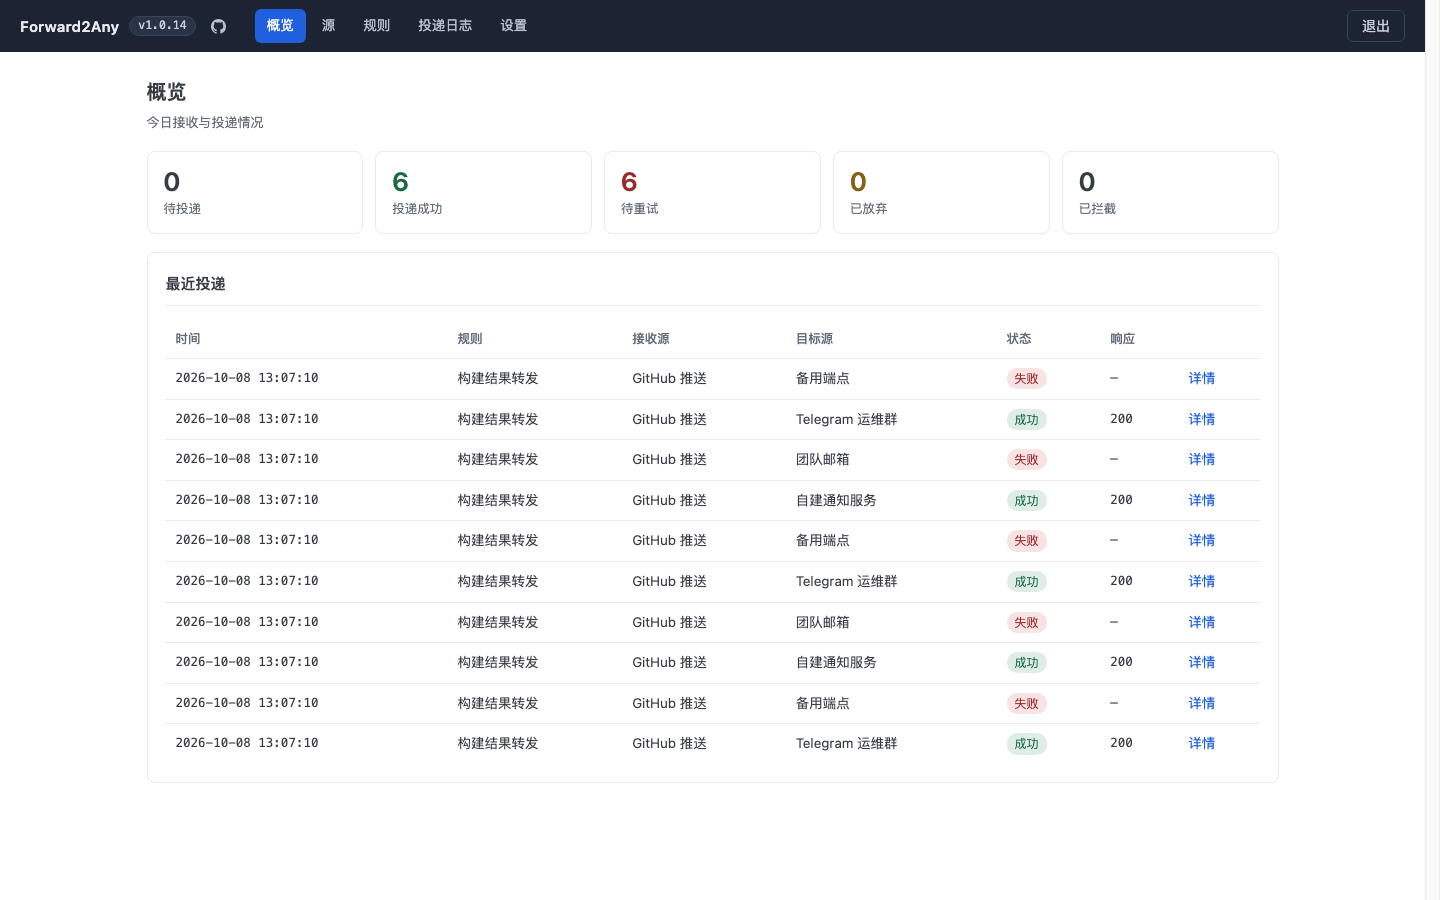 Forward2Any v1.0.14 概览 源 规则 投递日志 设置 退出
概览
今日接收与投递情况
0 6 6 0 0
待投递 投递成功 待重试 已放弃 已拦截
最近投递
时间 规则 接收源 目标源 状态 响应
2026-10-08 13:07:10 构建结果转发 GitHub 推送 备用端点 失败 — 详情
2026-10-08 13:07:10 构建结果转发 GitHub 推送 Telegram 运维群 成功 200 详情
2026-10-08 13:07:10 构建结果转发 GitHub 推送 团队邮箱 失败 — 详情
2026-10-08 13:07:10 构建结果转发 GitHub 推送 自建通知服务 成功 200 详情
2026-10-08 13:07:10 构建结果转发 GitHub 推送 备用端点 失败 — 详情
2026-10-08 13:07:10 构建结果转发 GitHub 推送 Telegram 运维群 成功 200 详情
2026-10-08 13:07:10 构建结果转发 GitHub 推送 团队邮箱 失败 — 详情
2026-10-08 13:07:10 构建结果转发 GitHub 推送 自建通知服务 成功 200 详情
2026-10-08 13:07:10 构建结果转发 GitHub 推送 备用端点 失败 — 详情
2026-10-08 13:07:10 构建结果转发 GitHub 推送 Telegram 运维群 成功 200 详情